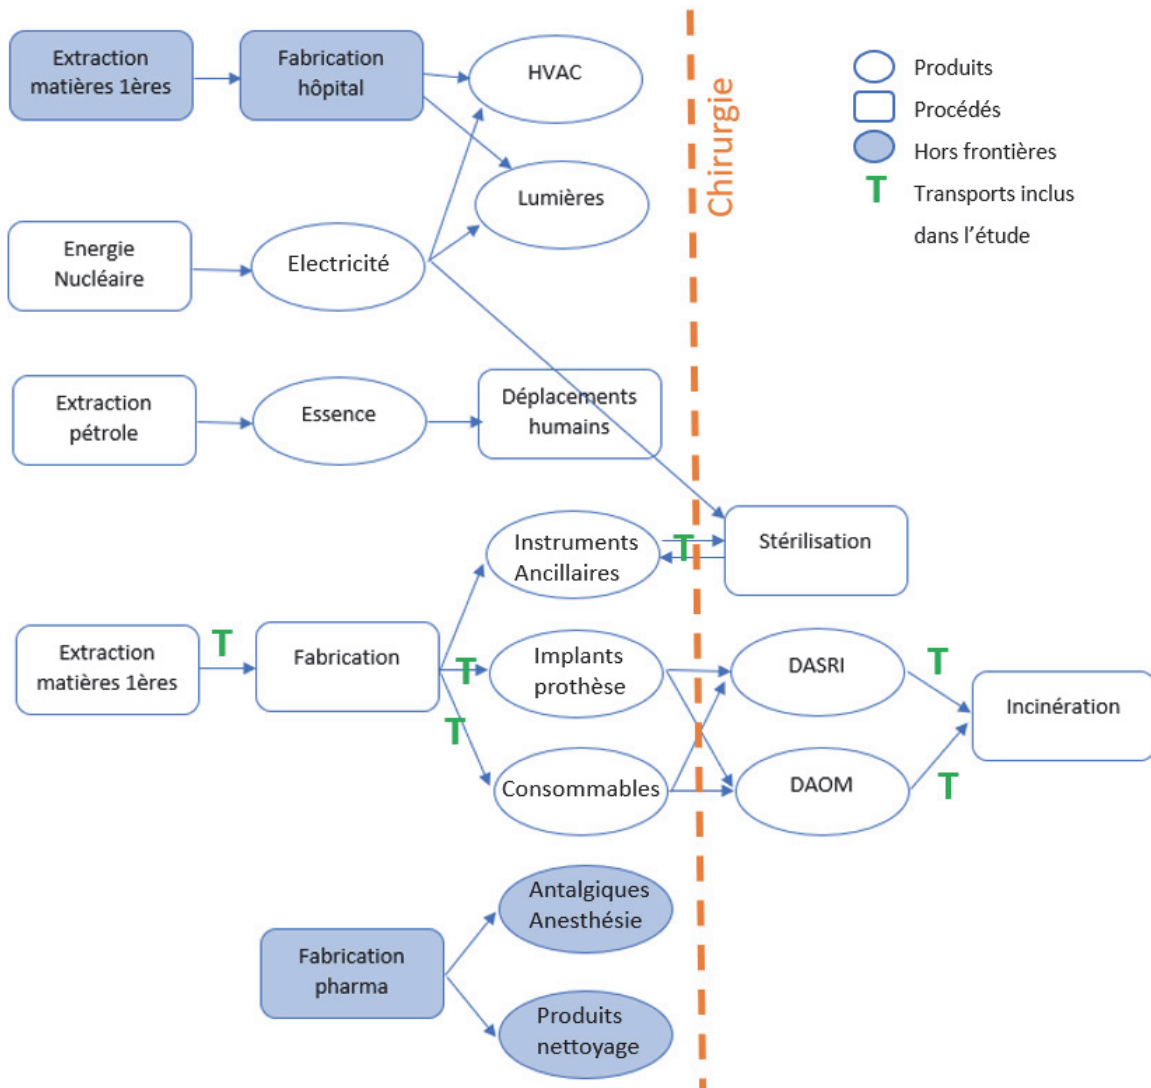 Extraction
matières 1ères
Fabrication
hôpital
HVAC
Lumières
Energie
Nucléaire
Electricité
Extraction
pétrole
Essence
Déplacements
humains
Chirurgie
Produits
Procédés
Hors frontières
T
Transports inclus
dans l'étude
Instruments
Ancillaires
T
Stérilisation
Extraction
matières 1ères
T
Fabrication
T
T
Implants
prothèse
Consommables
DASRI
DAOM
T
T
Incinération
Fabrication
pharma
Antalgiques
Anesthésie
Produits
nettoyage